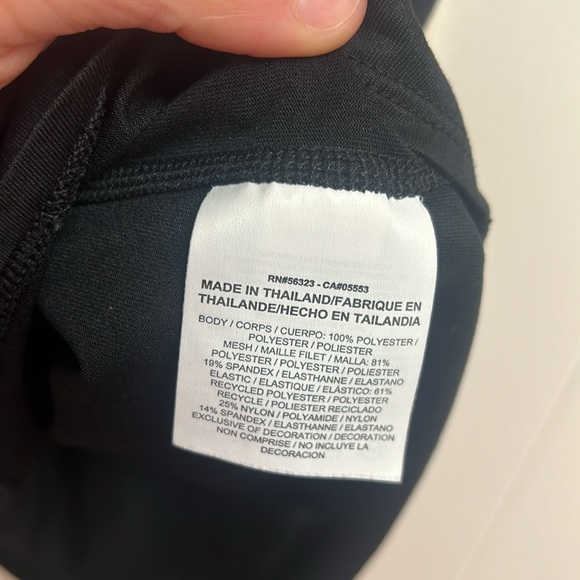 RN#56323 - CA#05553
MADE IN THAILAND/FABRIQUE EN
THAILANDE/HECHO EN TAILANDIA
BODY / CORPS / CUERPO: 100% POLYESTER /
POLYESTER / POLIESTER
MESH / MAILLE FILET / MALLA: 81%
POLYESTER / POLYESTER / POLIESTER
19% SPANDEX / ELASTHANNE / ELASTANO
ELASTIC / ELASTIQUE / ELÁSTICO: 61%
RECYCLED POLYESTER / POLYESTER
RECYCLE / POLIESTER RECICLADO
25% NYLON / POLYAMIDE / NYLON
14% SPANDEX / ELASTHANNE / ELASTANO
EXCLUSIVE OF DECORATION / DECORATION
NON COMPRISE / NO INCLUYE LA
DECORACION